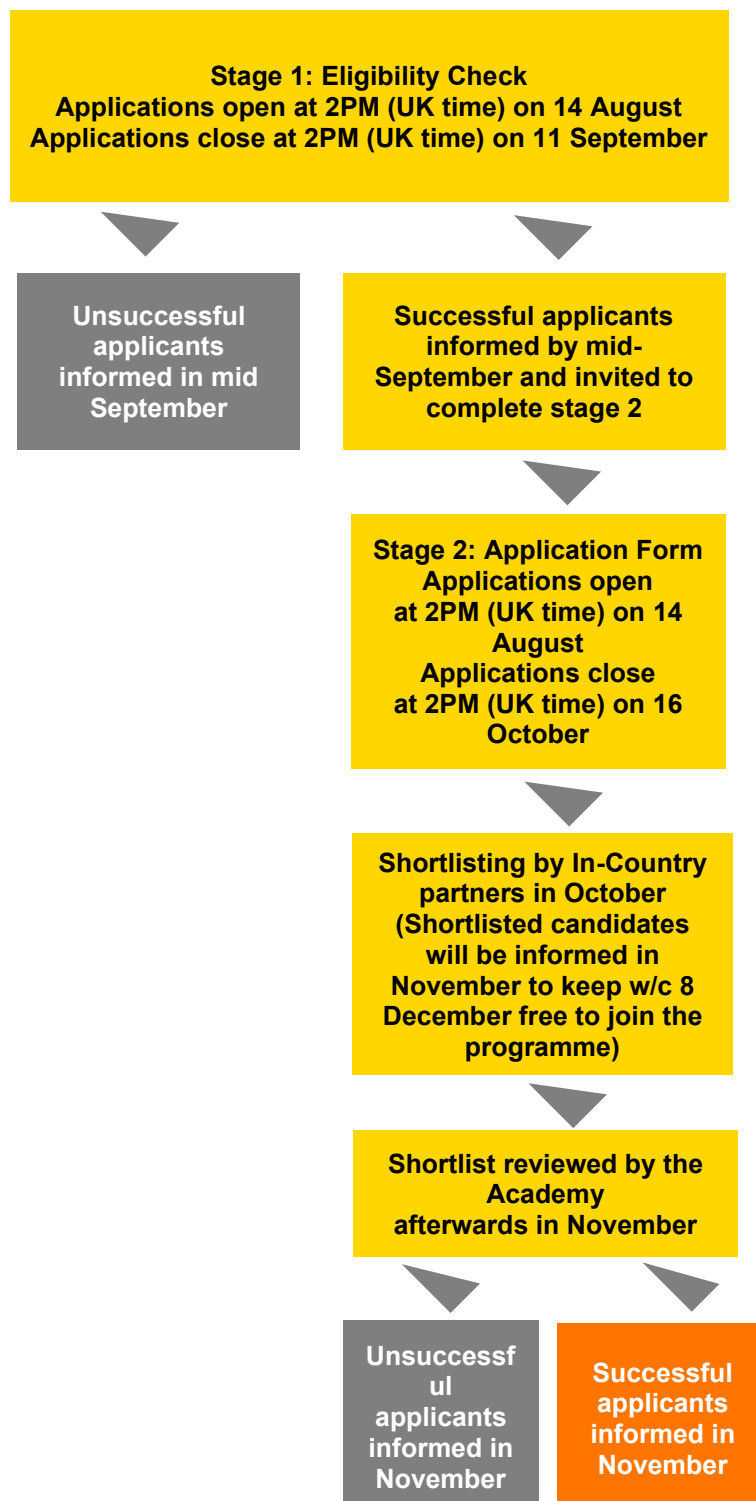 Stage 1: Eligibility Check
Applications open at 2PM (UK time) on 14 August
Applications close at 2PM (UK time) on 11 September
Unsuccessful
applicants
informed in mid
September
Successful applicants
informed by mid-
September and invited to
complete stage 2
Stage 2: Application Form
Applications open
at 2PM (UK time) on 14
August
Applications close
at 2PM (UK time) on 16
October
Shortlisting by In-Country
partners in October
(Shortlisted candidates
will be informed in
November to keep w/c 8
December free to join the
programme)
Shortlist reviewed by the
Academy
afterwards in November
Unsuccessf
ul
applicants
informed in
November
Successful
applicants
informed in
November